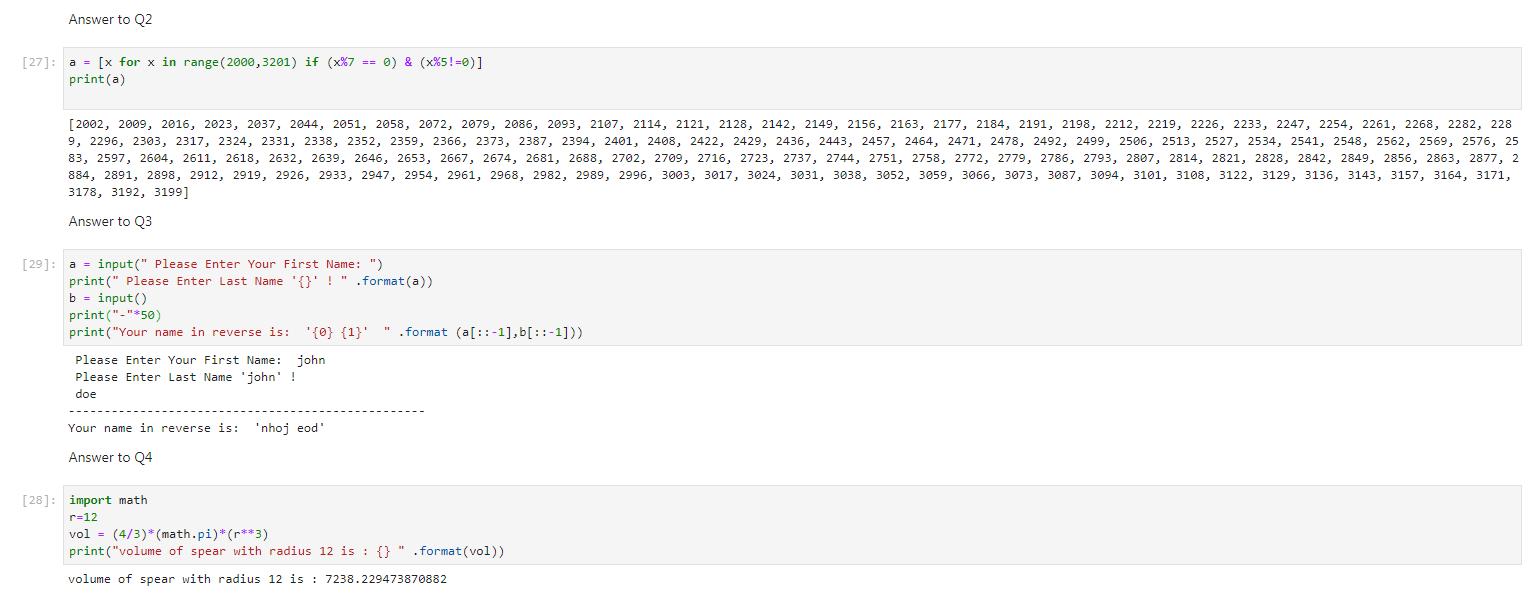 Answer to Q2
[27]: a = [x for x in range(2000,3201) if (x%7 == 0) & (x%5!=0)]
print(a)
[2002, 2009, 2016, 2023, 2037, 2044, 2051, 2058, 2072, 2079, 2086, 2093, 2107, 2114, 2121, 2128, 2142, 2149, 2156, 2163, 2177, 2184, 2191, 2198, 2212, 2219, 2226, 2233, 2247, 2254, 2261, 2268, 2282, 228
9, 2296, 2303, 2317, 2324, 2331, 2338, 2352, 2359, 2366, 2373, 2387, 2394, 2401, 2408, 2422, 2429, 2436, 2443, 2457, 2464, 2471, 2478, 2492, 2499, 2506, 2513, 2527, 2534, 2541, 2548, 2562, 2569, 2576, 25
83, 2597, 2604, 2611, 2618, 2632, 2639, 2646, 2653, 2667, 2674, 2681, 2688, 2702, 2709, 2716, 2723, 2737, 2744, 2751, 2758, 2772, 2779, 2786, 2793, 2807, 2814, 2821, 2828, 2842, 2849, 2856, 2863, 2877, 2
884, 2891, 2898, 2912, 2919, 2926, 2933, 2947, 2954, 2961, 2968, 2982, 2989, 2996, 3003, 3017, 3024, 3031, 3038, 3052, 3059, 3066, 3073, 3087, 3094, 3101, 3108, 3122, 3129, 3136, 3143, 3157, 3164, 3171,
3178, 3192, 3199]
Answer to Q3
[29]: a = input(" Please Enter Your First Name: ")
print(" Please Enter Last Name '{}' ! " .format(a))
b = input()
print("-"*50)
print("Your name in reverse is:  '{0} {1}'  " .format (a[::-1],b[::-1]))
Please Enter Your First Name:  john
Please Enter Last Name 'john' !
doe
--------------------------------------------------
Your name in reverse is:  'nhoj eod'
Answer to Q4
[28]: import math
r=12
vol = (4/3)*(math.pi)*(r**3)
print("volume of spear with radius 12 is : {} " .format(vol))
volume of spear with radius 12 is : 7238.229473870882